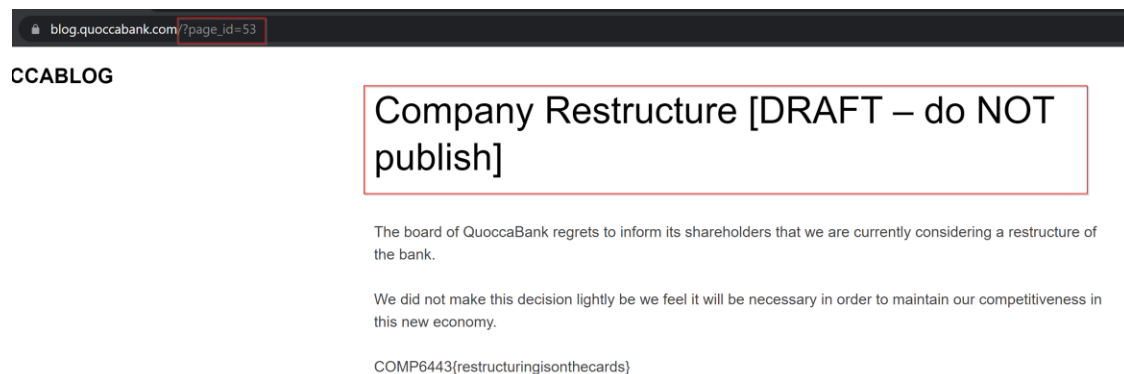 blog.quoccabank.com/?page_id=53
CCABLOG
Company Restructure [DRAFT – do NOT
publish]
The board of QuoccaBank regrets to inform its shareholders that we are currently considering a restructure of
the bank.
We did not make this decision lightly be we feel it will be necessary in order to maintain our competitiveness in
this new economy.
COMP6443{restructuringisonthecards}